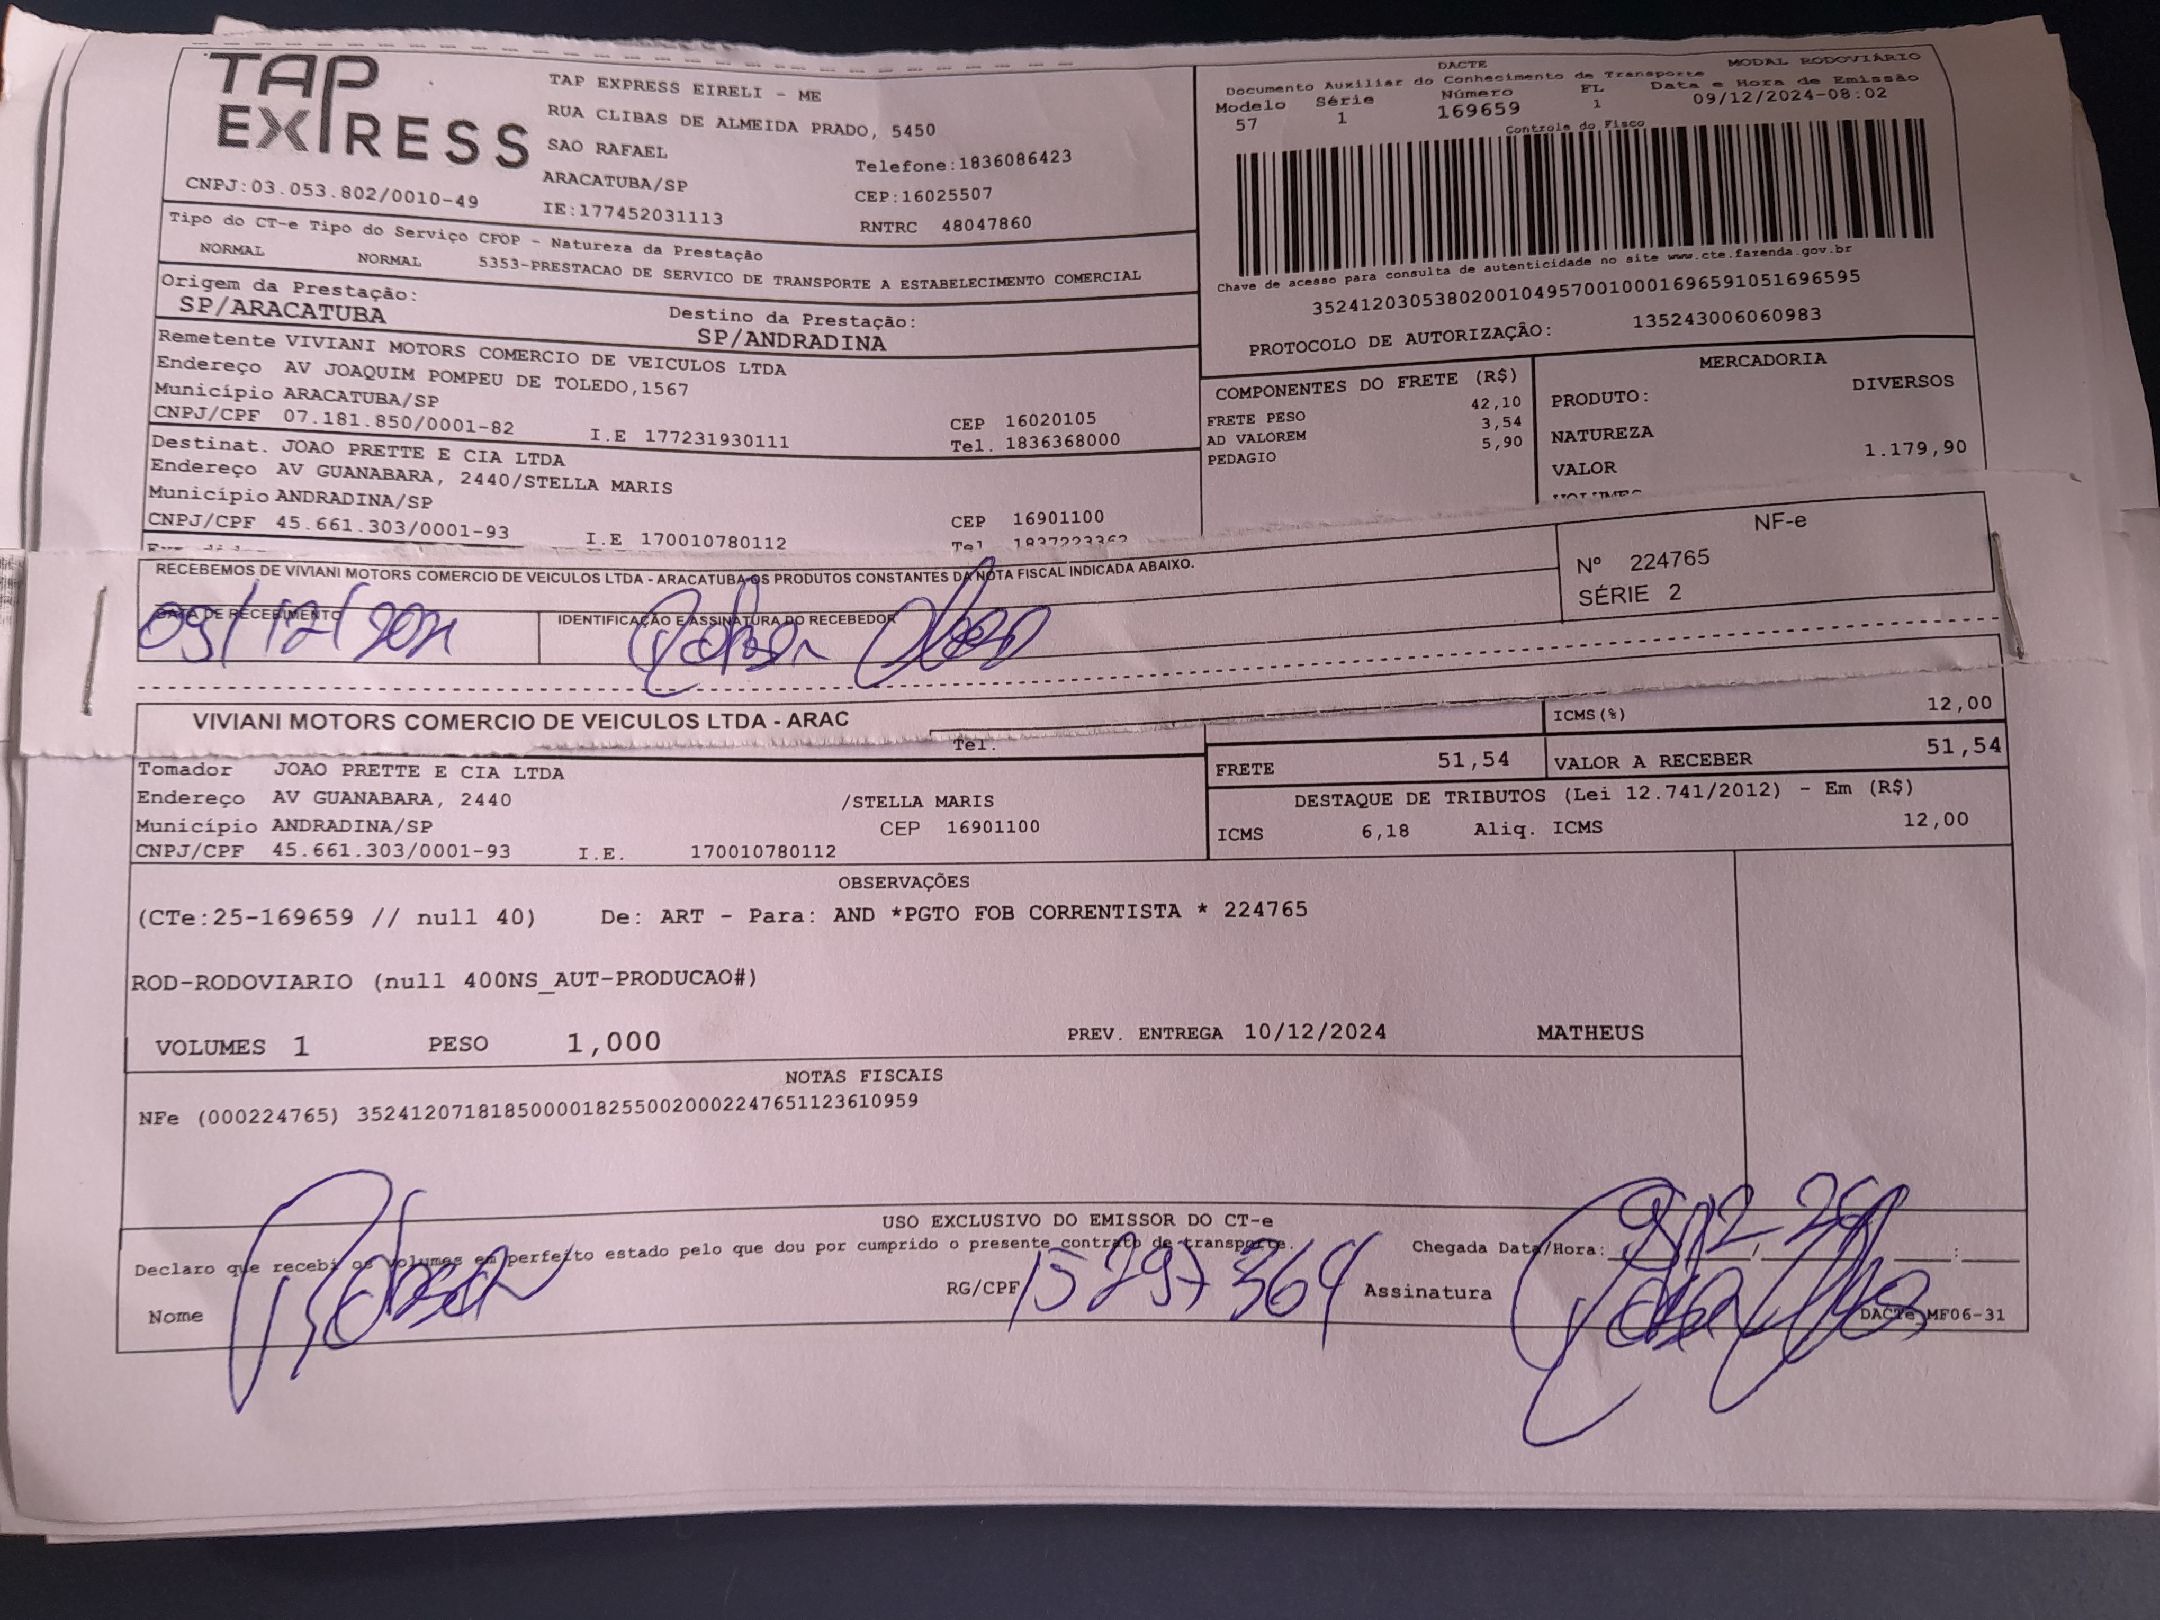 TAP EXPRESS
TAP EXPRESS EIRELI - ME
RUA CLIBAS DE ALMEIDA PRADO, 5450
SAO RAFAEL
Telefone:1836086423
ARACATUBA/SP
CEP:16025507
CNPJ:03.053.802/0010-49
IE:177452031113
RNTRC 48047860
DACTE
MODAL RODOVIÁRIO
Documento Auxiliar do Conhecimento de Transporte
Modelo Série Número FL Data e Hora de Emissão
57 1 169659 1 09/12/2024-08:02
Controle do Fisco
Chave de acesso para consulta de autenticidade no site www.cte.fazenda.gov.br
35241203053802001049570010001696591051696595
PROTOCOLO DE AUTORIZAÇÃO: 135243006060983
Tipo do CT-e Tipo do Serviço CFOP - Natureza da Prestação
NORMAL NORMAL 5353-PRESTACAO DE SERVICO DE TRANSPORTE A ESTABELECIMENTO COMERCIAL
Origem da Prestação:
SP/ARACATUBA
Destino da Prestação:
SP/ANDRADINA
Remetente VIVIANI MOTORS COMERCIO DE VEICULOS LTDA
Endereço AV JOAQUIM POMPEU DE TOLEDO,1567
Município ARACATUBA/SP
CEP 16020105
CNPJ/CPF 07.181.850/0001-82 I.E 177231930111 Tel. 1836368000
Destinat. JOAO PRETTE E CIA LTDA
Endereço AV GUANABARA, 2440/STELLA MARIS
Município ANDRADINA/SP
CEP 16901100
CNPJ/CPF 45.661.303/0001-93 I.E 170010780112 Tel 1837223362
COMPONENTES DO FRETE (R$)
FRETE PESO 42,10
AD VALOREM 3,54
PEDAGIO 5,90
MERCADORIA
PRODUTO: DIVERSOS
NATUREZA
VALOR 1.179,90
VOLUMES
RECEBEMOS DE VIVIANI MOTORS COMERCIO DE VEICULOS LTDA - ARACATUBA OS PRODUTOS CONSTANTES DA NOTA FISCAL INDICADA ABAIXO.
NF-e
Nº 224765
SÉRIE 2
DATA DE RECEBIMENTO
09/12/2024
IDENTIFICAÇÃO E ASSINATURA DO RECEBEDOR
VIVIANI MOTORS COMERCIO DE VEICULOS LTDA - ARAC
Tel.
ICMS(%) 12,00
FRETE 51,54 VALOR A RECEBER 51,54
Tomador JOAO PRETTE E CIA LTDA
Endereço AV GUANABARA, 2440 /STELLA MARIS
Município ANDRADINA/SP CEP 16901100
CNPJ/CPF 45.661.303/0001-93 I.E. 170010780112
DESTAQUE DE TRIBUTOS (Lei 12.741/2012) - Em (R$)
ICMS 6,18 Aliq. ICMS 12,00
OBSERVAÇÕES
(CTe:25-169659 // null 40) De: ART - Para: AND *PGTO FOB CORRENTISTA * 224765
ROD-RODOVIARIO (null 400NS_AUT-PRODUCAO#)
VOLUMES 1 PESO 1,000 PREV. ENTREGA 10/12/2024 MATHEUS
NOTAS FISCAIS
NFe (000224765) 35241207181850000182550020002247651123610959
USO EXCLUSIVO DO EMISSOR DO CT-e
Declaro que recebi os volumes em perfeito estado pelo que dou por cumprido o presente contrato de transporte.
Chegada Data/Hora:
Nome
RG/CPF 15297364
Assinatura
DACTe_MF06-31